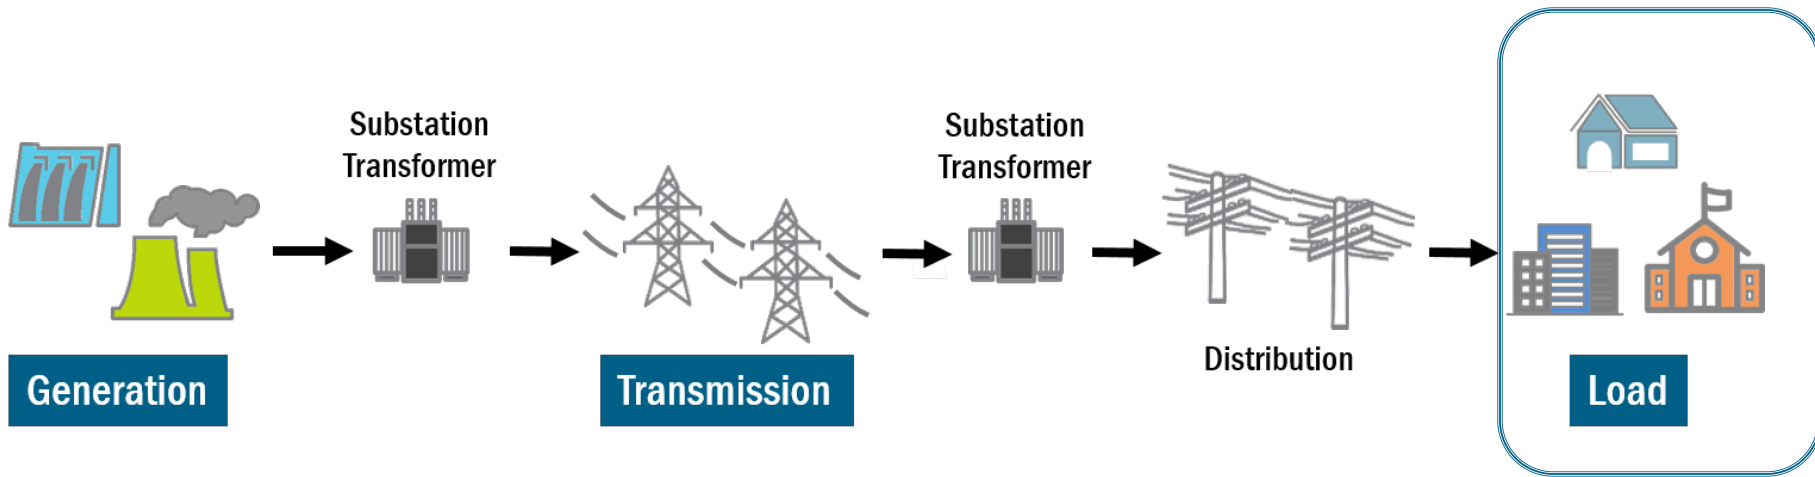 Substation
Transformer
Substation
Transformer
Generation
Transmission
Distribution
Load